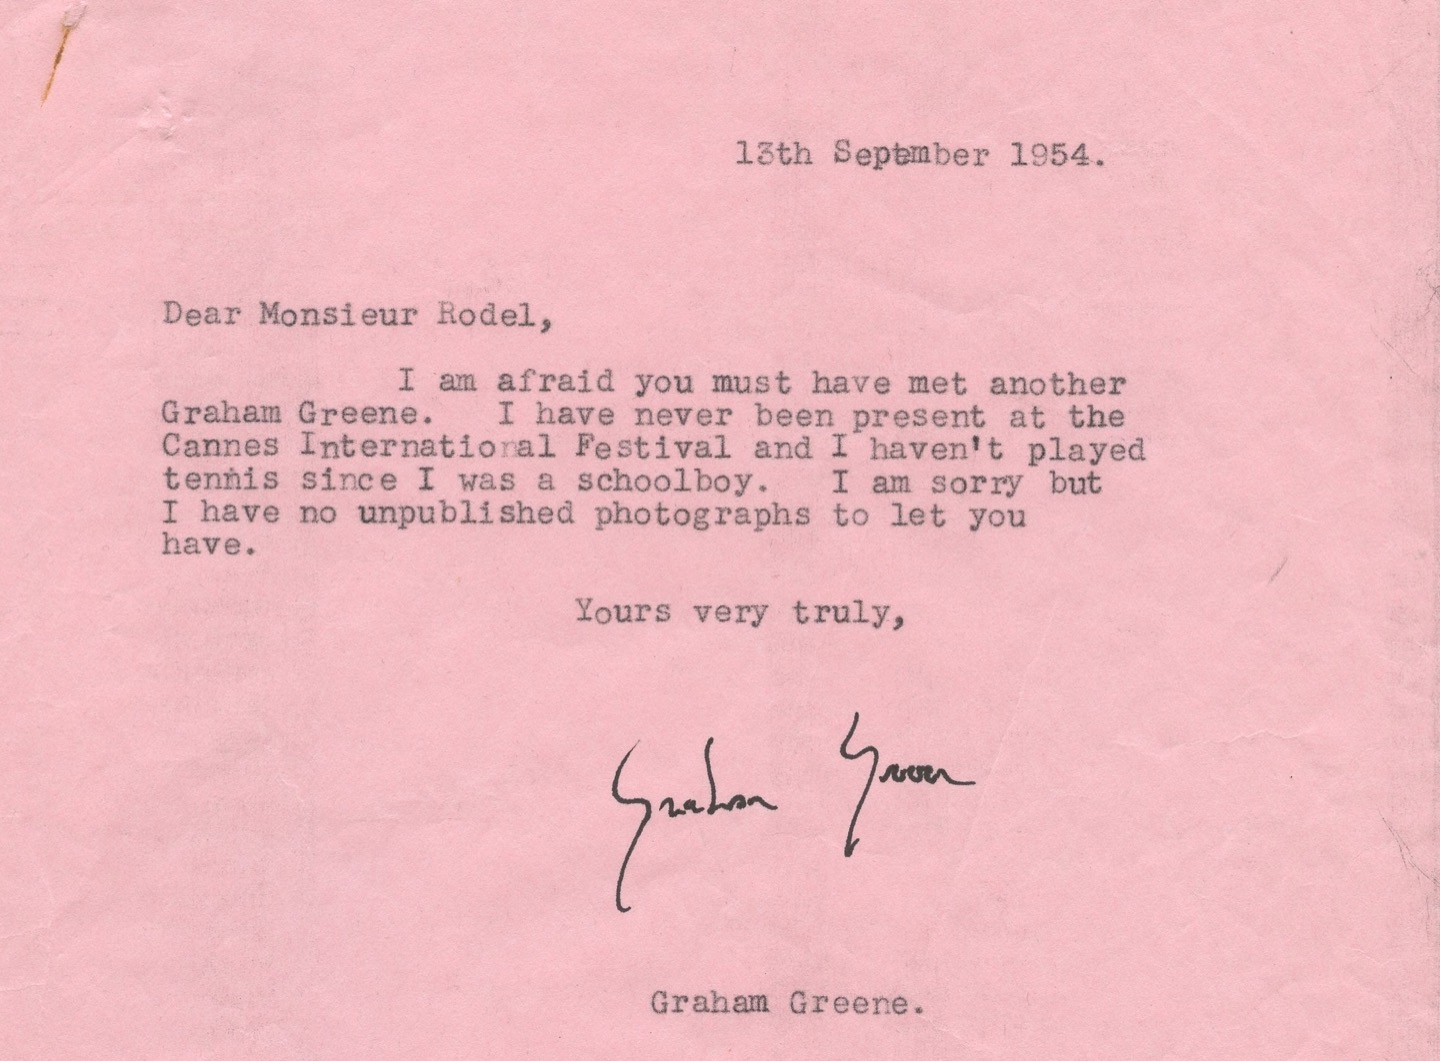 13th September 1954.
Dear Monsieur Rodel,
I am afraid you must have met another
Graham Greene. I have never been present at the
Cannes International Festival and I haven't played
tennis since I was a schoolboy. I am sorry but
I have no unpublished photographs to let you
have.
Yours very truly,
Graham Greene
Graham Greene.